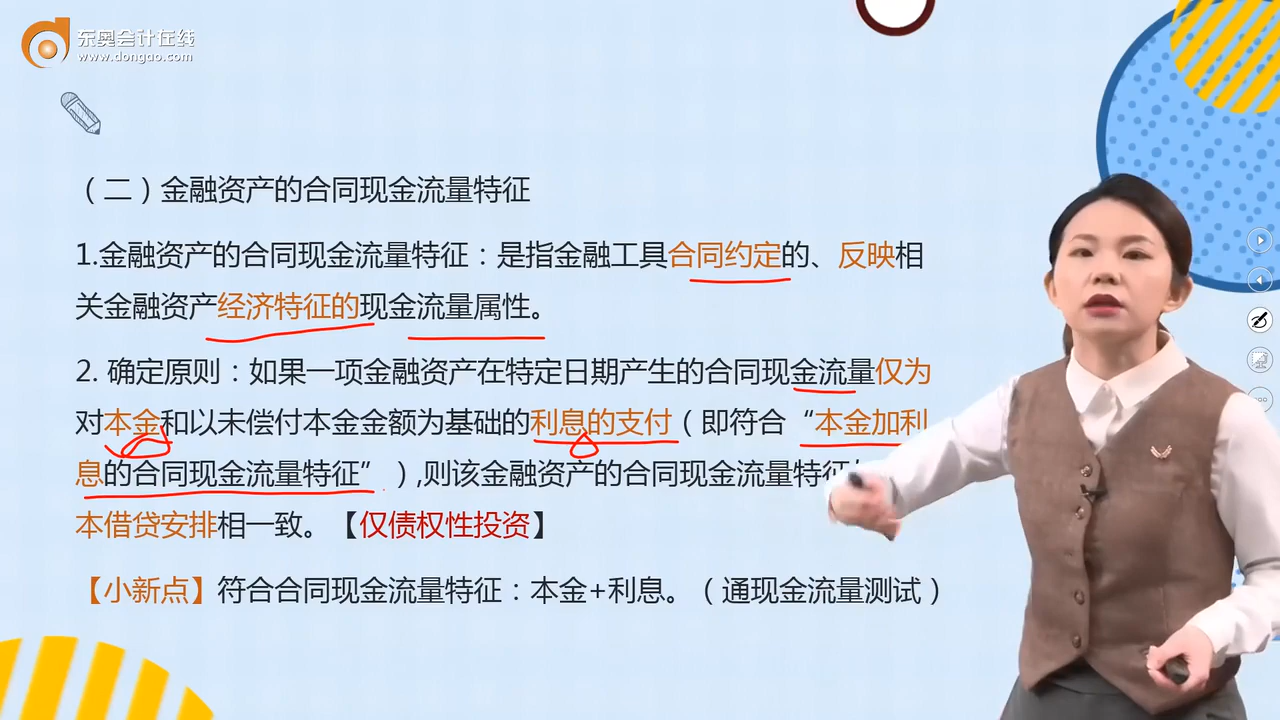 东奥会计在线
www.dongao.com
（二）金融资产的合同现金流量特征
1.金融资产的合同现金流量特征：是指金融工具合同约定的、反映相
关金融资产经济特征的现金流量属性。
2. 确定原则：如果一项金融资产在特定日期产生的合同现金流量仅为
对本金和以未偿付本金金额为基础的利息的支付（即符合“本金加利
息的合同现金流量特征”）,则该金融资产的合同现金流量特征
本借贷安排相一致。【仅债权性投资】
【小新点】符合合同现金流量特征：本金+利息。（通现金流量测试）